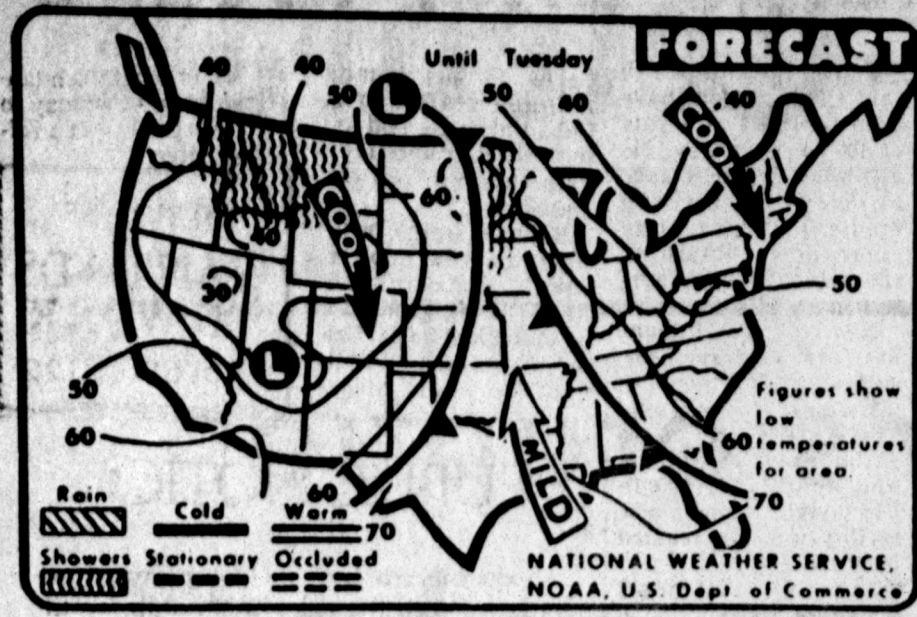 FORECAST
Until Tuesday
40
40
50
L
50
40
40
COOL
60
COOL
40
30
50
L
50
60
Figures show
low
temperatures
for area.
60
MILD
60
70
70
Rain
Cold
Warm
Showers
Stationary
Occluded
NATIONAL WEATHER SERVICE,
NOAA, U.S. Dept. of Commerce